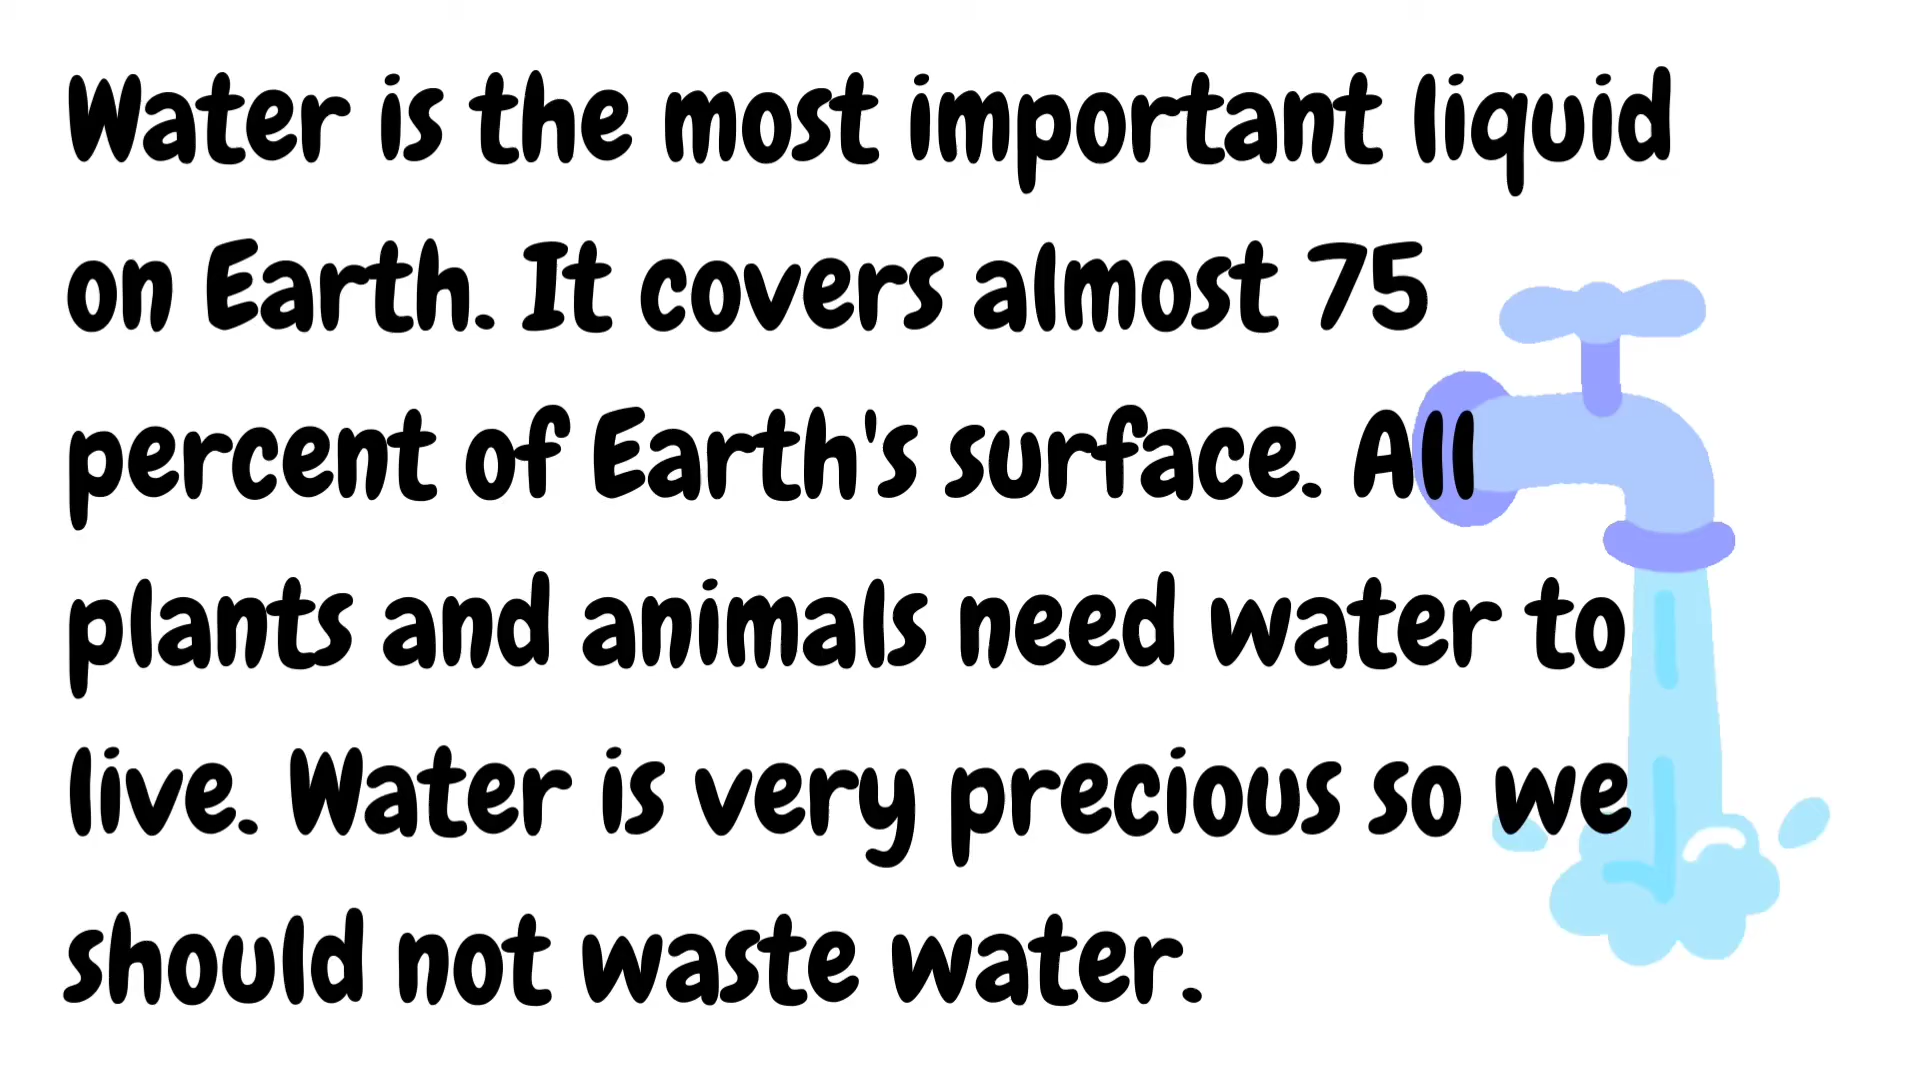 Water is the most important liquid
on Earth. It covers almost 75
percent of Earth's surface. All
plants and animals need water to
live. Water is very precious so we
should not waste water.